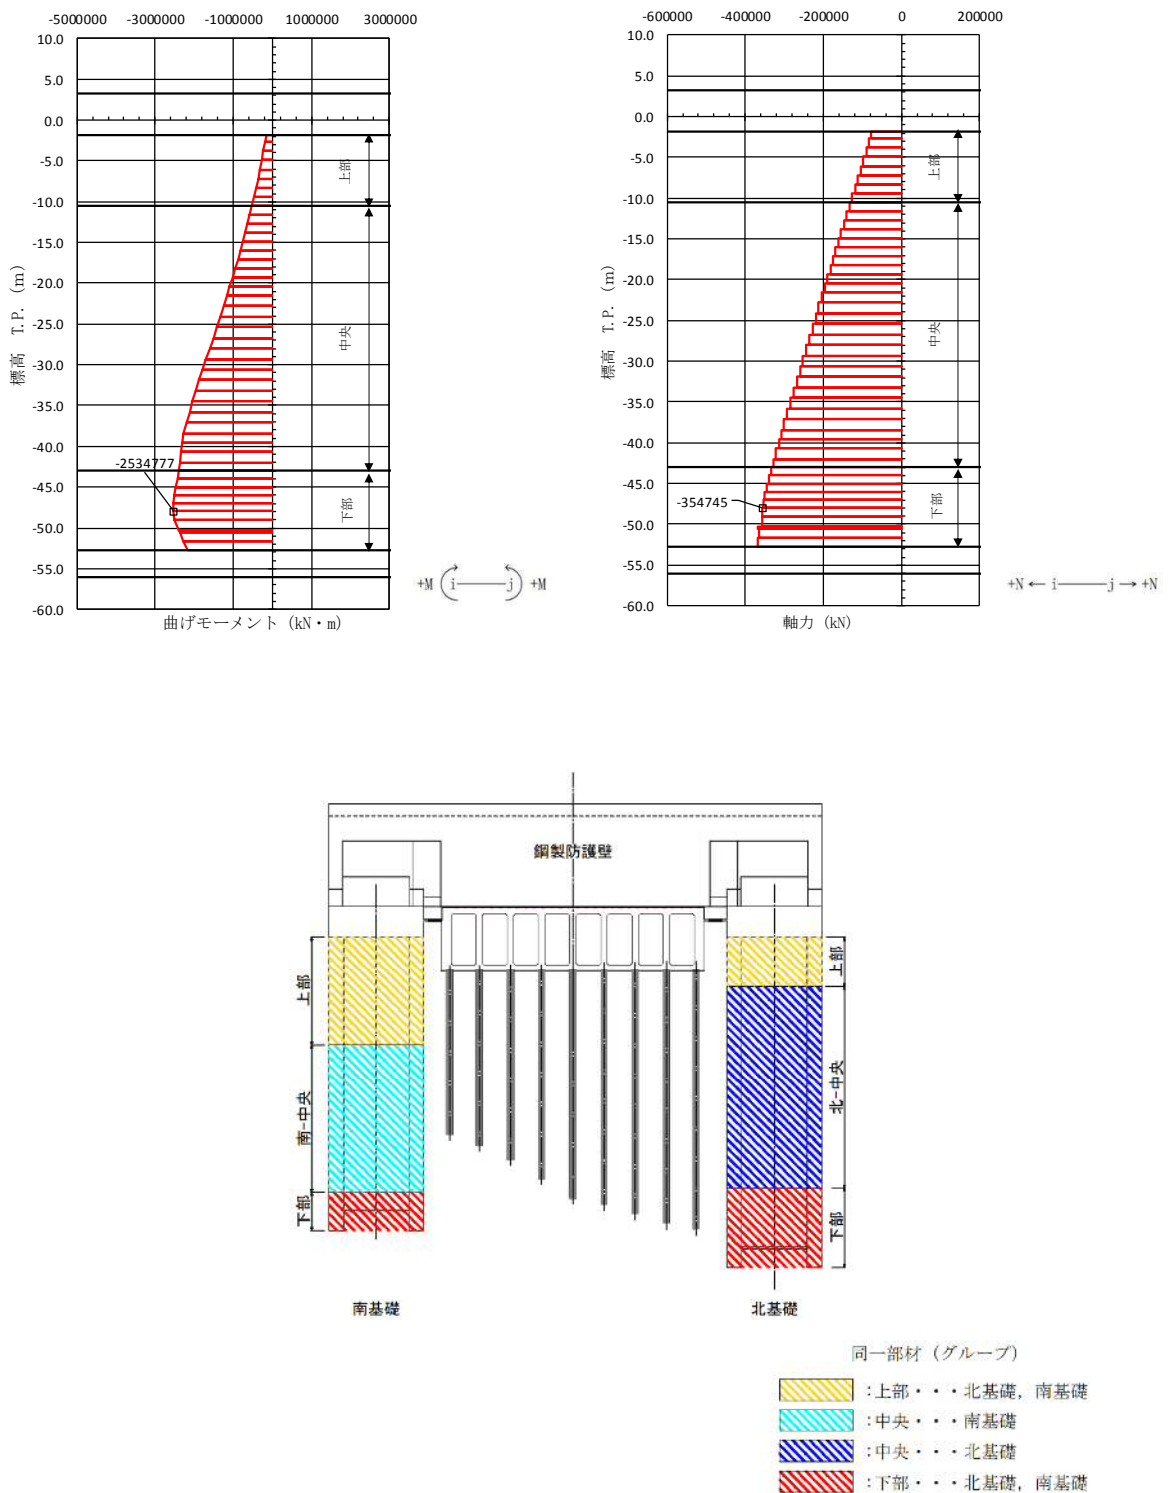 -5000000 -3000000 -1000000 1000000 3000000
10.0
5.0
0.0
-5.0
-10.0
-15.0
-20.0
-25.0
-30.0
-35.0
-40.0
-45.0
-50.0
-55.0
-60.0
標高 T.P. (m)
上部
中央
下部
-2534777
曲げモーメント (kN・m)
+M i j +M
-600000 -400000 -200000 0 200000
10.0
5.0
0.0
-5.0
-10.0
-15.0
-20.0
-25.0
-30.0
-35.0
-40.0
-45.0
-50.0
-55.0
-60.0
標高 T.P. (m)
上部
中央
下部
-354745
軸力 (kN)
+N ← i j → +N
鋼製防護壁
上部
南-中央
下部
上部
北-中央
下部
南基礎
北基礎
同一部材 (グループ)
:上部・・・北基礎, 南基礎
:中央・・・南基礎
:中央・・・北基礎
:下部・・・北基礎, 南基礎